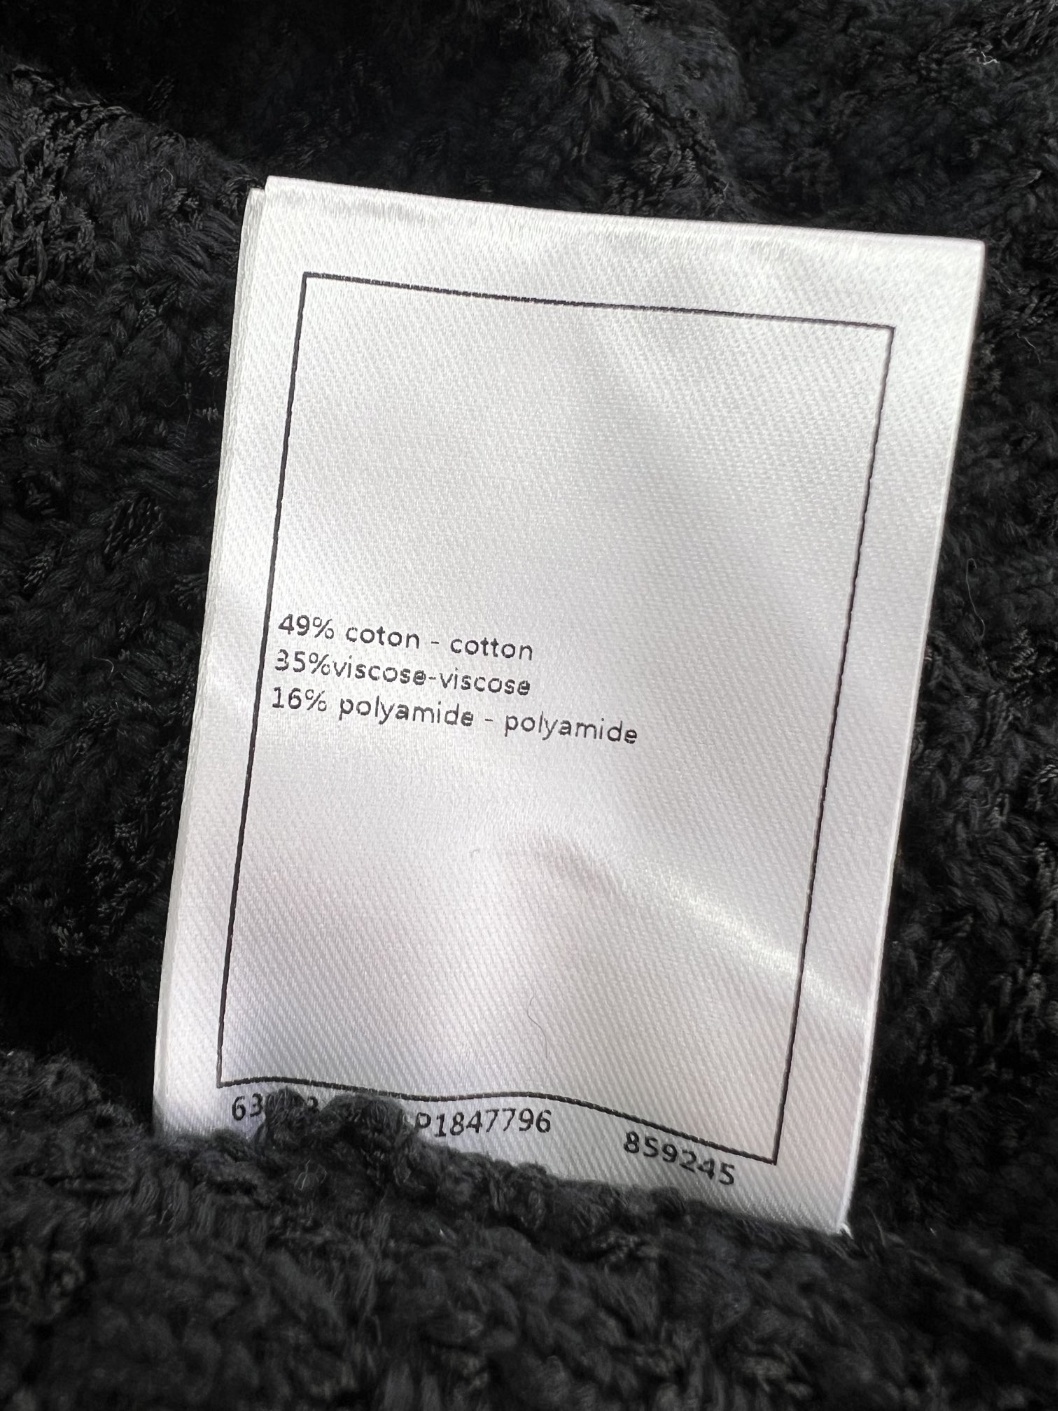 49% coton - cotton
35%viscose-viscose
16% polyamide - polyamide
P1847796 859245